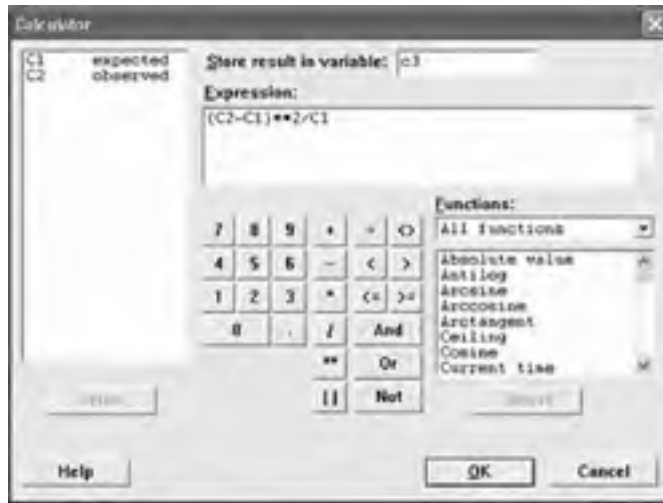 Calculator
C1 expected
C2 observed
Store result in variable: c3
Expression:
(C2-C1)**2/C1
Functions:
All functions
7 8 9 + = <>
4 5 6 - < >
1 2 3 * <= >=
0 . / And
** Or
() Not
Absolute value
Antilog
Arcsine
Arccosine
Arctangent
Ceiling
Cosine
Current time
Select
Select
Help
OK
Cancel